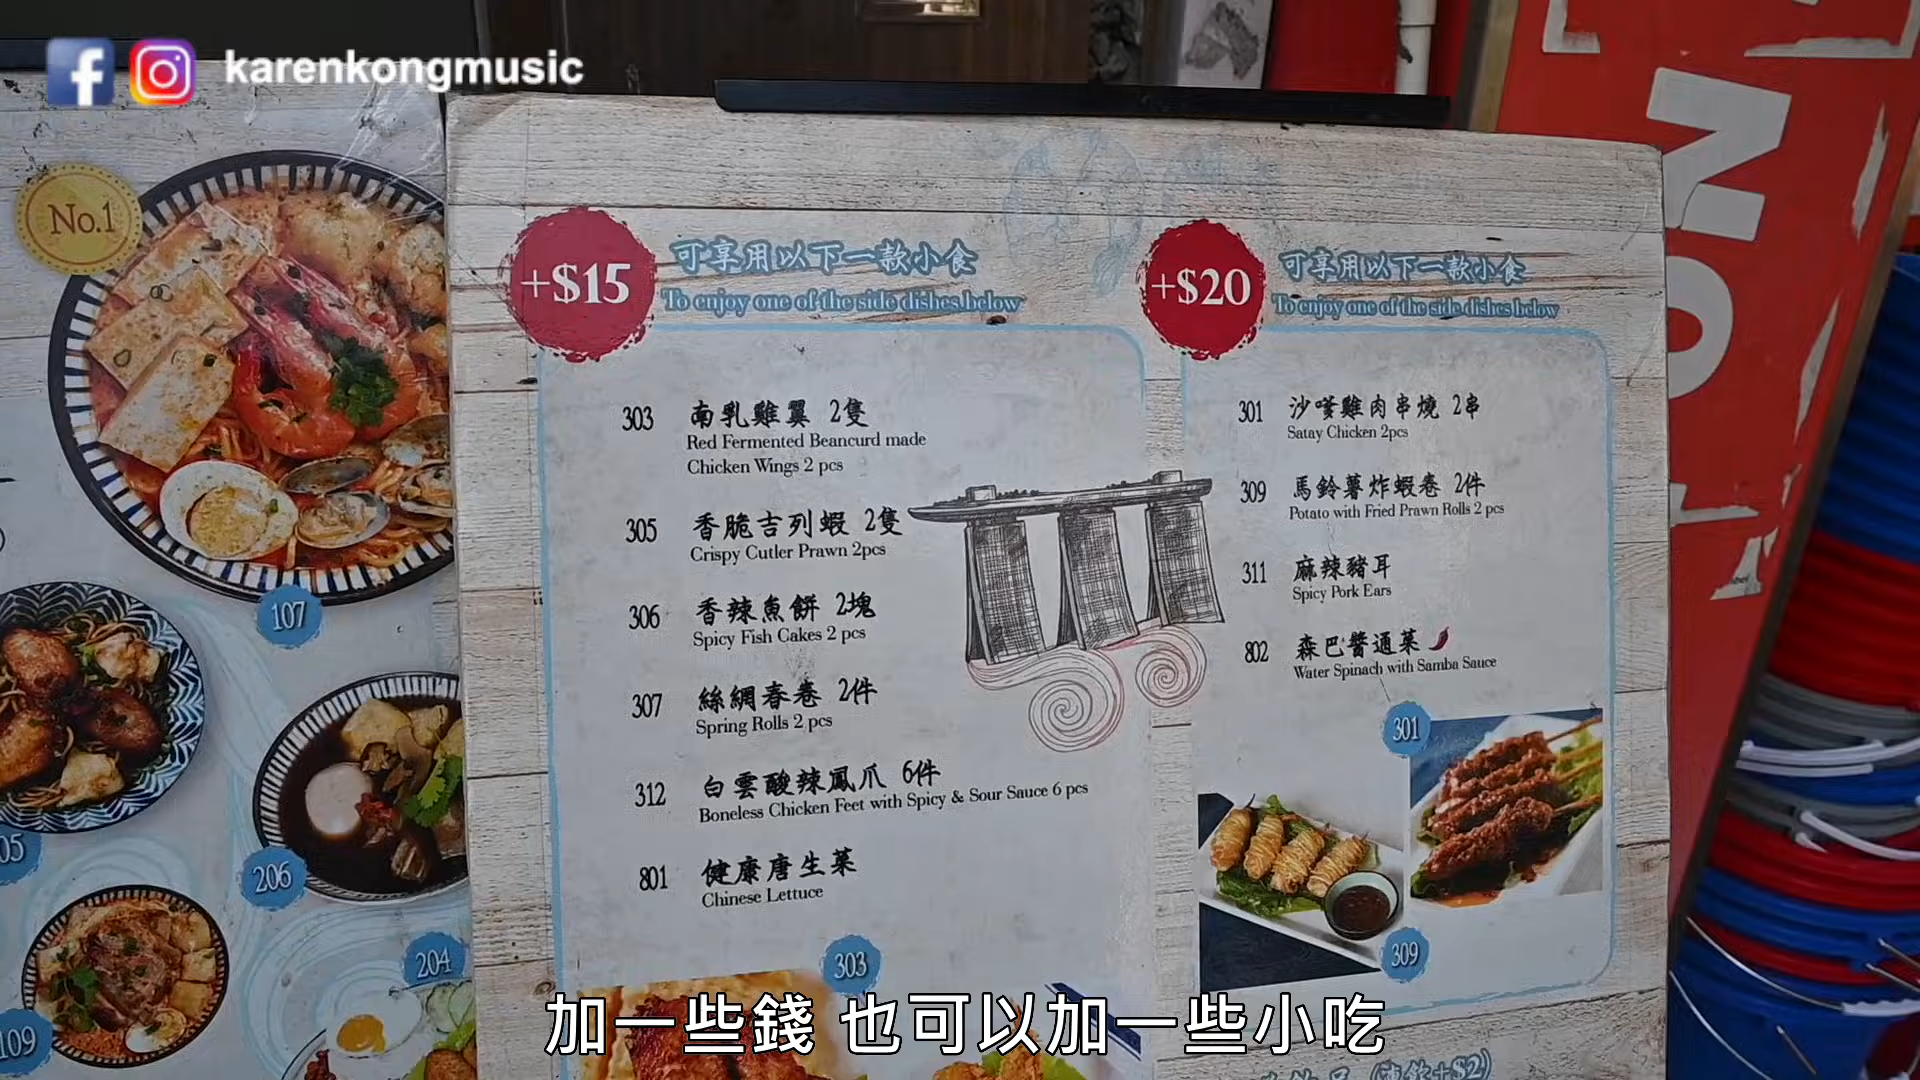 karenkongmusic
No.1
107
05
206
204
109
+$15
可享用以下一款小食
To enjoy one of the side dishes below
303 南乳雞翼 2隻
Red Fermented Beancurd made
Chicken Wings 2 pcs
305 香脆吉列蝦 2隻
Crispy Cutler Prawn 2pcs
306 香辣魚餅 2塊
Spicy Fish Cakes 2 pcs
307 絲網春卷 2件
Spring Rolls 2 pcs
312 白雲酸辣鳳爪 6件
Boneless Chicken Feet with Spicy & Sour Sauce 6 pcs
801 健康唐生菜
Chinese Lettuce
303
+$20
可享用以下一款小食
To enjoy one of the side dishes below
301 沙嗲雞肉串燒 2串
Satay Chicken 2pcs
309 馬鈴薯炸蝦卷 2件
Potato with Fried Prawn Rolls 2 pcs
311 麻辣豬耳
Spicy Pork Ears
802 森巴醬通菜
Water Spinach with Samba Sauce
301
309
TON
加一些錢 也可以加一些小吃